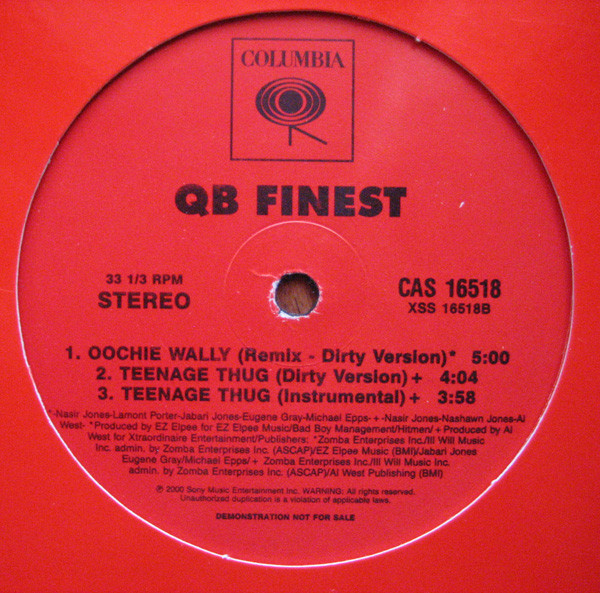 COLUMBIA
QB FINEST
33 1/3 RPM
STEREO
CAS 16518
XSS 16518B
1. OOCHIE WALLY (Remix - Dirty Version)* 5:00
2. TEENAGE THUG (Dirty Version) + 4:04
3. TEENAGE THUG (Instrumental) + 3:58
*-Nasir Jones-Lamont Porter-Jabari Jones-Eugene Gray-Michael Epps- + -Nasir Jones-Nashawn Jones-Al
West- *Produced by EZ Elpee for EZ Elpee Music/Bad Boy Management/Hitmen/ + Produced by Al
West for Xtraordinaire Entertainment/Publishers: *Zomba Enterprises Inc./Ill Will Music
Inc. admin. by Zomba Enterprises Inc. (ASCAP)/EZ Elpee Music (BMI)/Jabari Jones
Eugene Gray/Michael Epps/+ Zomba Enterprises Inc./Ill Will Music Inc.
admin. by Zomba Enterprises Inc. (ASCAP)/Al West Publishing (BMI)
℗ 2000 Sony Music Entertainment Inc. WARNING: All rights reserved.
Unauthorized duplication is a violation of applicable laws.
DEMONSTRATION NOT FOR SALE